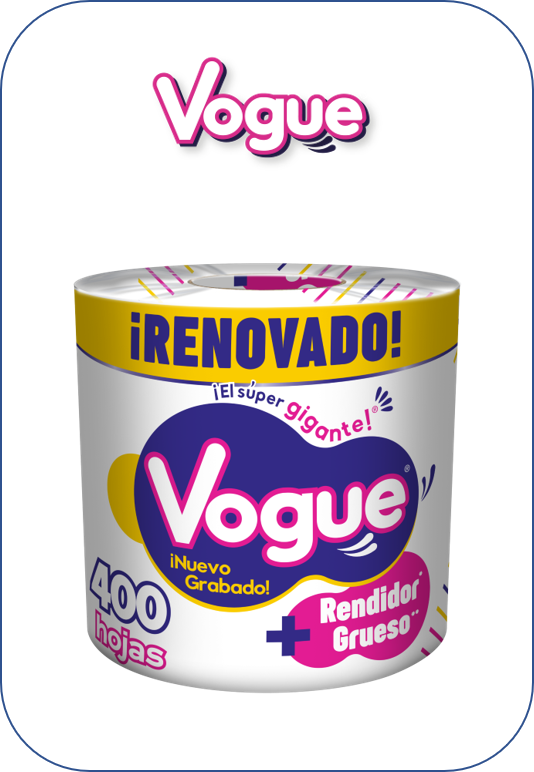 Vogue
¡RENOVADO!
¡El súper gigante!®
Vogue®
¡Nuevo
Grabado!
400
hojas
+ Rendidor*
Grueso**